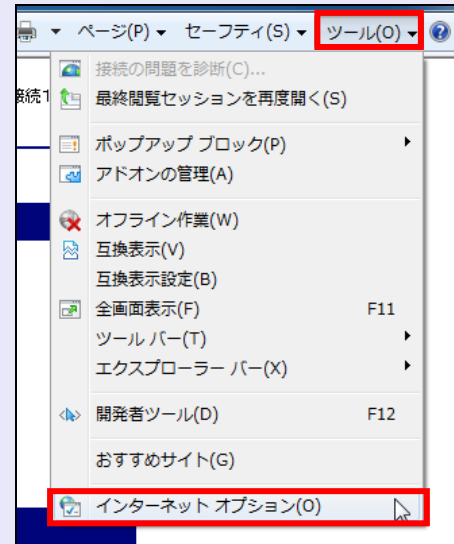 ページ(P) セーフティ(S) ツール(O)
接続の問題を診断(C)...
接続1
最終閲覧セッションを再度開く(S)
ポップアップ ブロック(P)
アドオンの管理(A)
オフライン作業(W)
互換表示(V)
互換表示設定(B)
全画面表示(F) F11
ツール バー(T)
エクスプローラー バー(X)
開発者ツール(D) F12
おすすめサイト(G)
インターネット オプション(O)